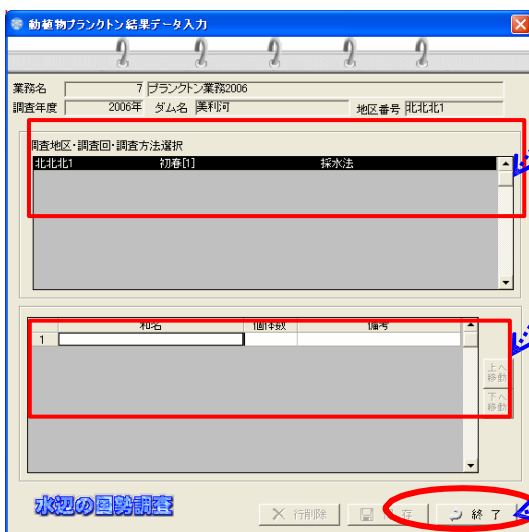 動植物プランクトン結果データ入力
業務名 7 プランクトン業務2006
調査年度 2006年 ダム名 美利河 地区番号 北北北1
調査地区・調査回・調査方法選択
北北北1 初春[1] 採水法
和名 個体数 備考
1
上へ移動
下へ移動
水辺の国勢調査
行削除 存 終了